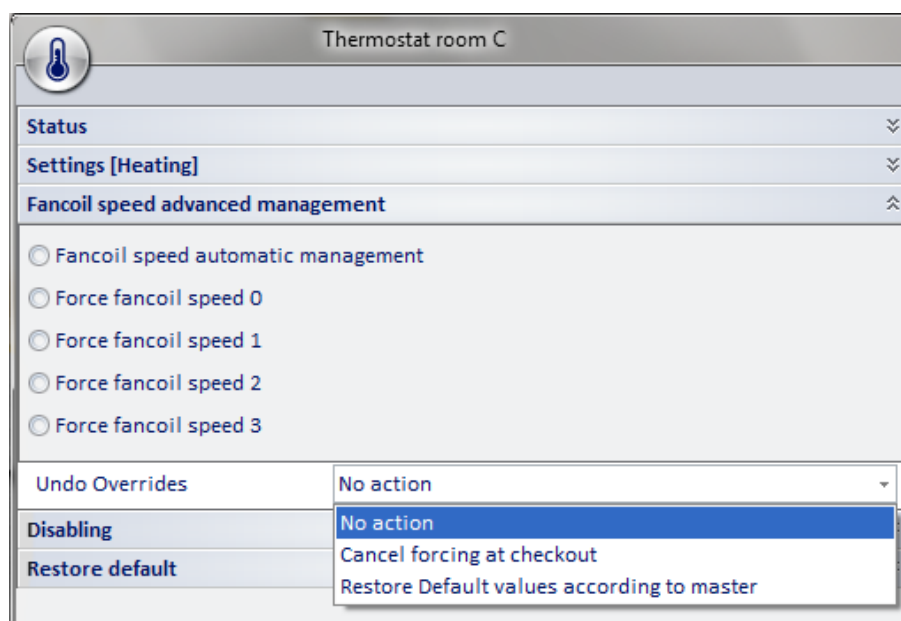 Thermostat room C
Status
Settings [Heating]
Fancoil speed advanced management
Fancoil speed automatic management
Force fancoil speed 0
Force fancoil speed 1
Force fancoil speed 2
Force fancoil speed 3
Undo Overrides No action
No action
Disabling
Cancel forcing at checkout
Restore default
Restore Default values according to master